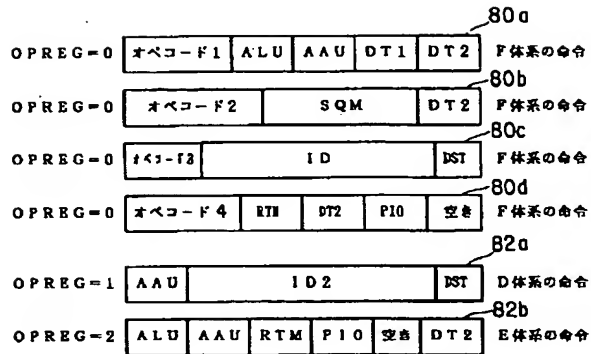 80a
OPREG=0 オペコード1 ALU AAU DT1 DT2 F体系の命令
80b
OPREG=0 オペコード2 SQM DT2 F体系の命令
80c
OPREG=0 オペコード3 ID DST F体系の命令
80d
OPREG=0 オペコード4 RTM DT2 PIO 空き F体系の命令
82a
OPREG=1 AAU ID2 DST D体系の命令
82b
OPREG=2 ALU AAU RTM PIO 空き DT2 E体系の命令